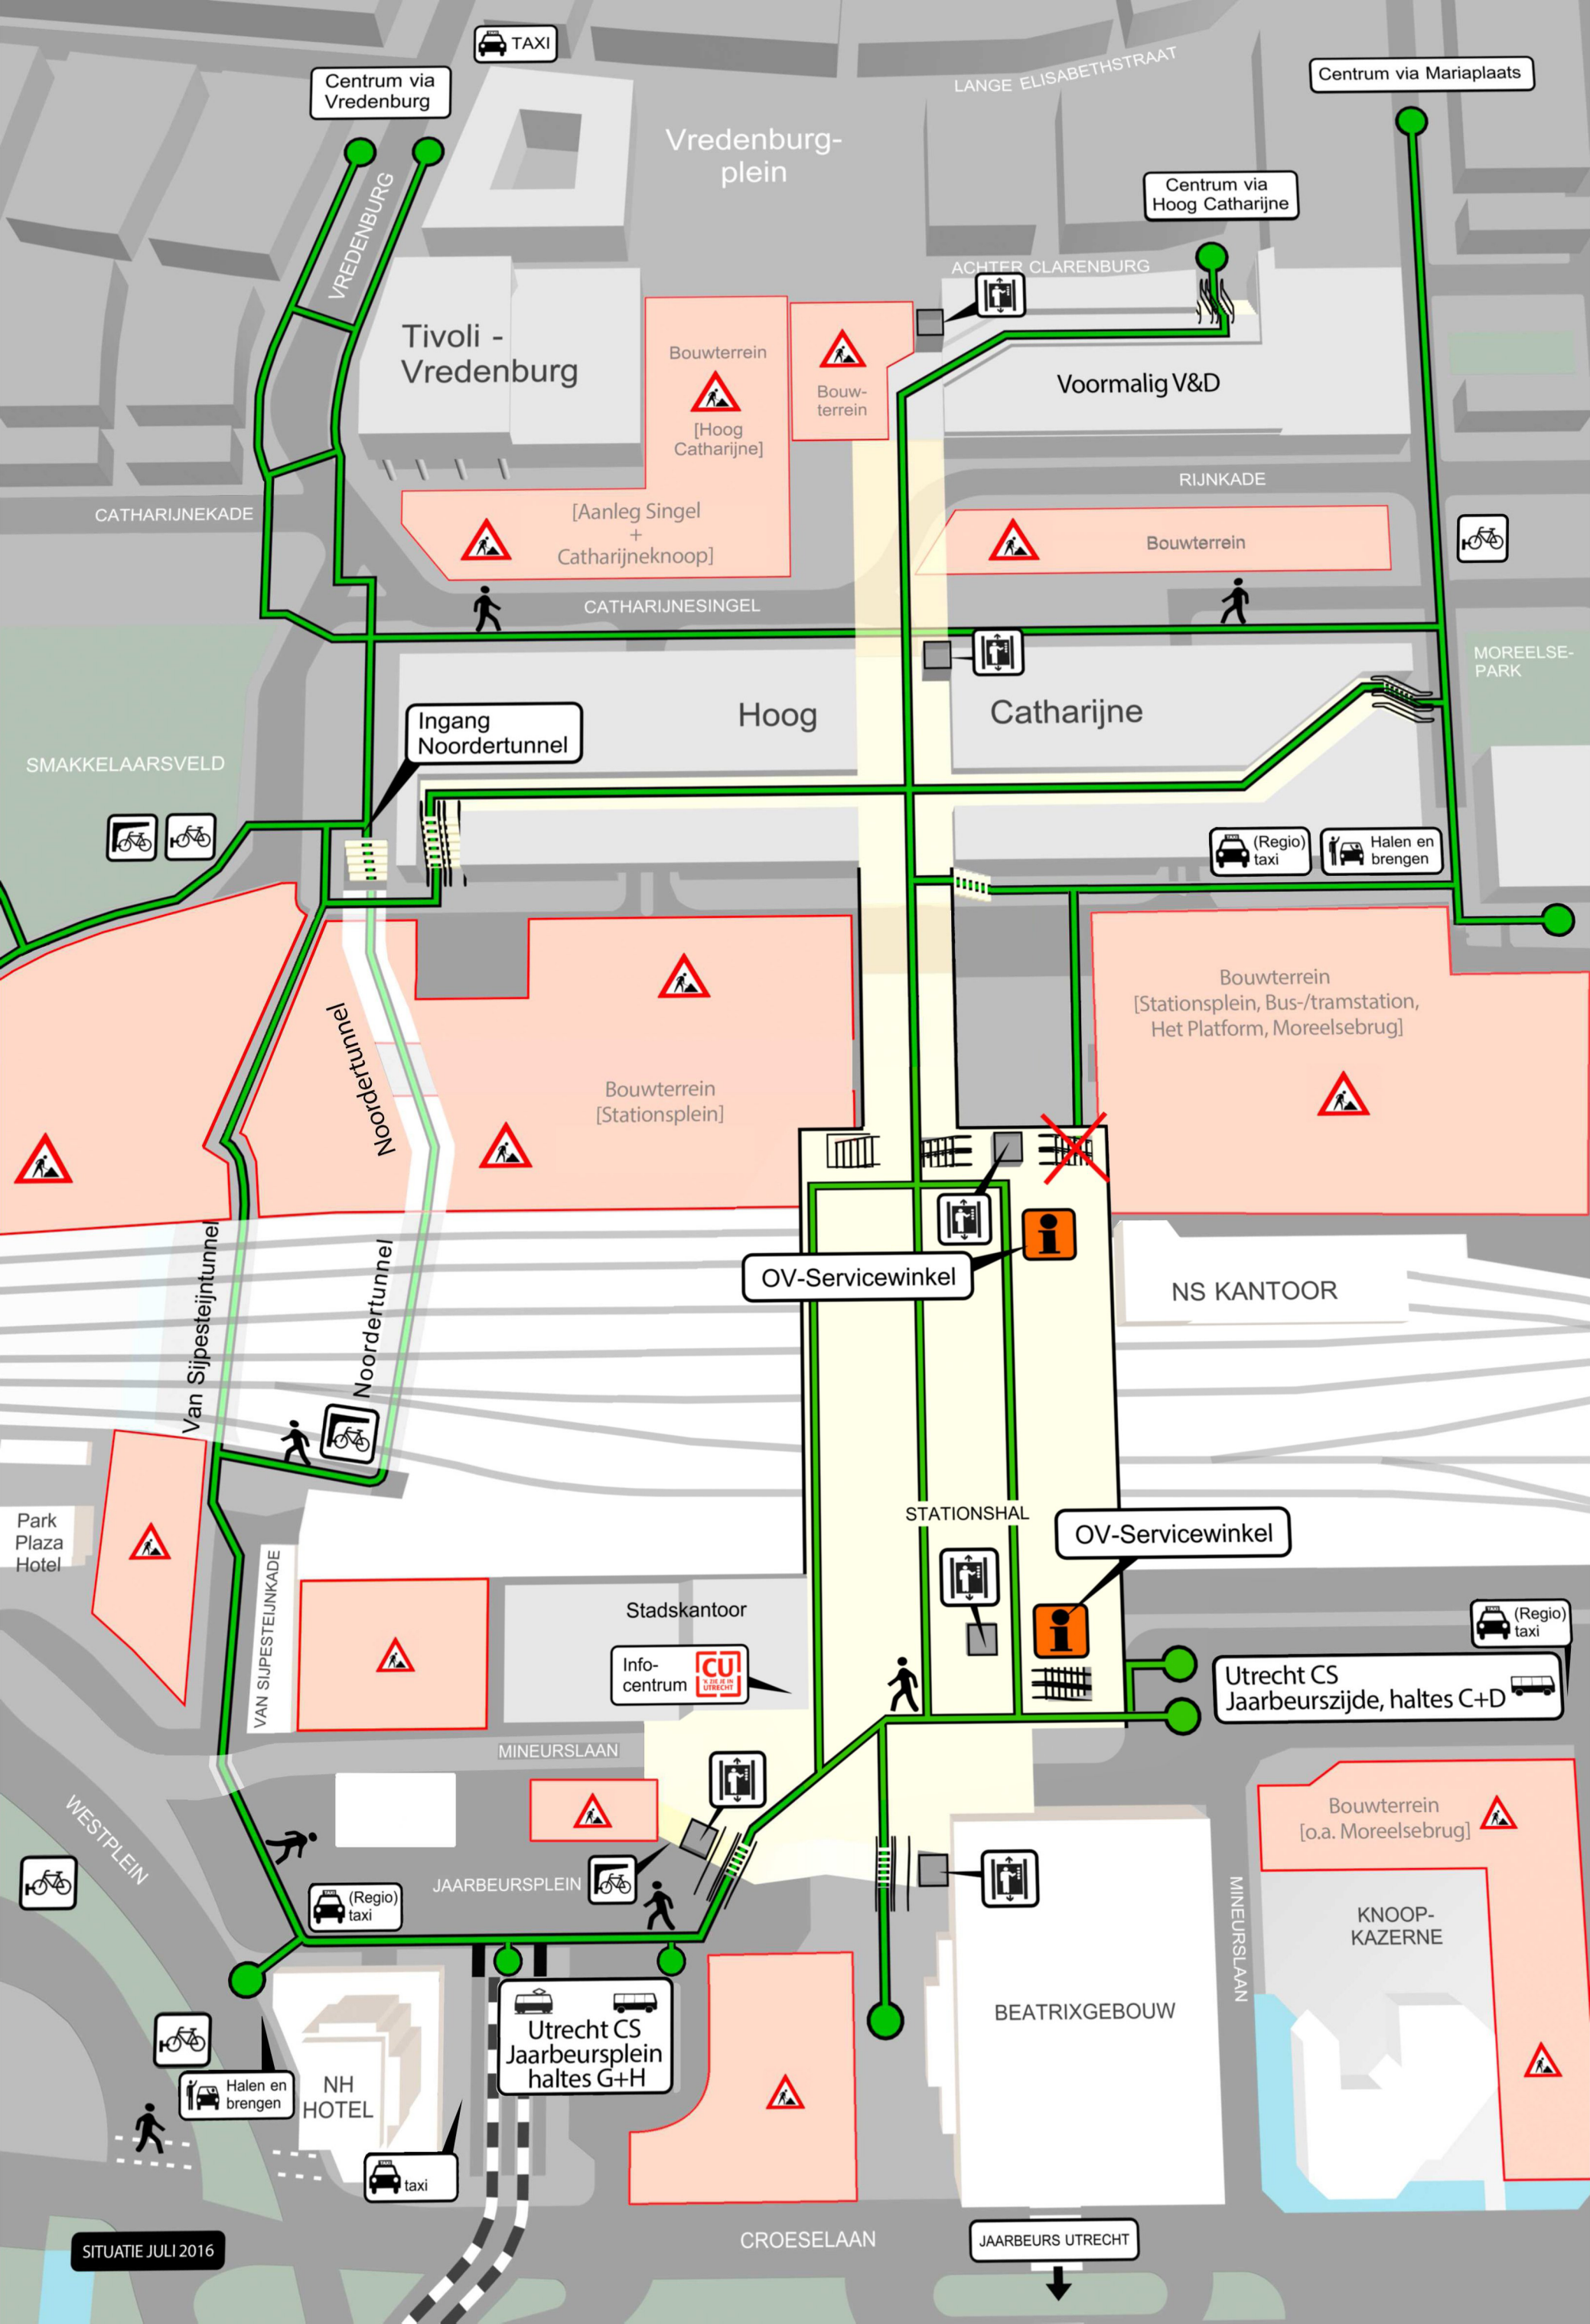 TAXI
Centrum via
Vredenburg
LANGE ELISABETHSTRAAT
Centrum via Mariaplaats
Vredenburg-
plein
VREDENBURG
Centrum via
Hoog Catharijne
ACHTER CLARENBURG
Tivoli -
Vredenburg
Bouwterrein
[Hoog
Catharijne]
Bouw-
terrein
Voormalig V&D
RIJNKADE
CATHARIJNEKADE
[Aanleg Singel
+
Catharijneknoop]
Bouwterrein
CATHARIJNESINGEL
MOREELSE-
PARK
Ingang
Noordertunnel
Hoog
Catharijne
SMAKKELAARSVELD
(Regio)
taxi
Halen en
brengen
Bouwterrein
[Stationsplein, Bus-/tramstation,
Het Platform, Moreelsebrug]
Noordertunnel
Bouwterrein
[Stationsplein]
OV-Servicewinkel
NS KANTOOR
Van Sijpesteijntunnel
Noordertunnel
STATIONSHAL
OV-Servicewinkel
Park
Plaza
Hotel
VAN SIJPESTEIJNKADE
Stadskantoor
Info-
centrum
CU
'K ZIE JE IN
UTRECHT
(Regio)
taxi
Utrecht CS
Jaarbeurszijde, haltes C+D
MINEURSLAAN
WESTPLEIN
Bouwterrein
[o.a. Moreelsebrug]
JAARBEURSPLEIN
(Regio)
taxi
MINEURSLAAN
KNOOP-
KAZERNE
BEATRIXGEBOUW
Utrecht CS
Jaarbeursplein
haltes G+H
Halen en
brengen
NH
HOTEL
taxi
SITUATIE JULI 2016
CROESELAAN
JAARBEURS UTRECHT